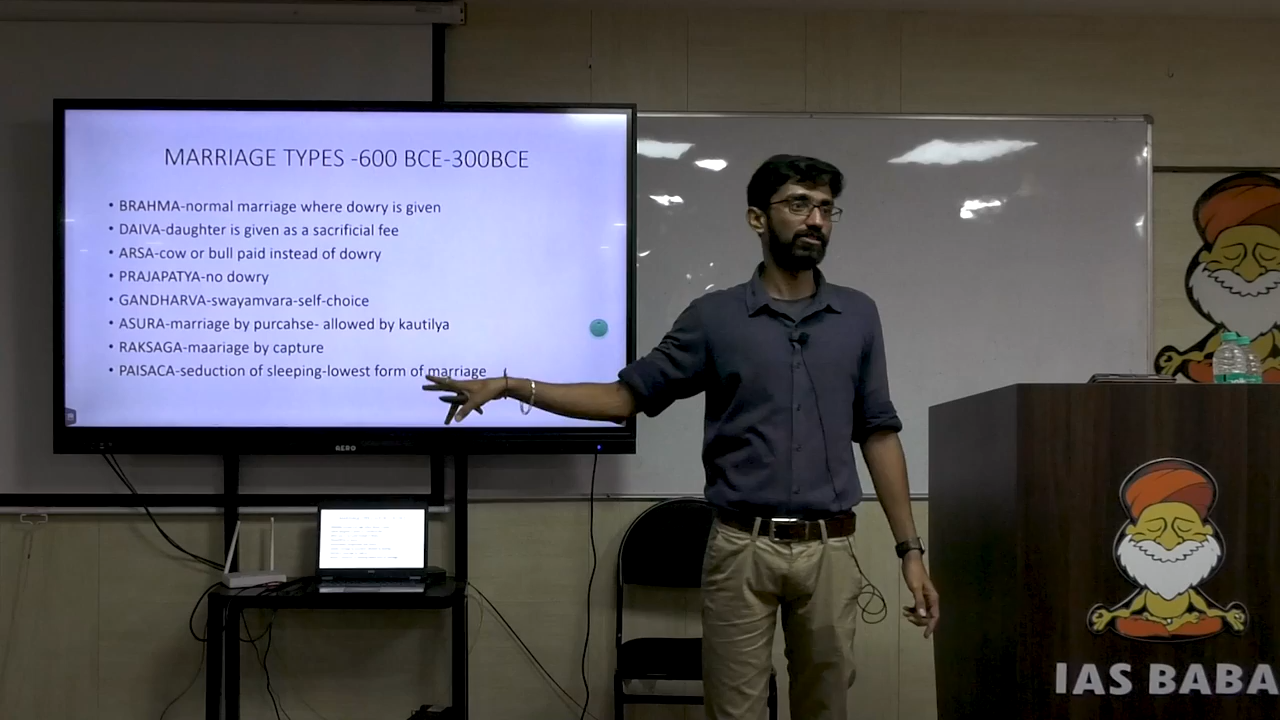 MARRIAGE TYPES -600 BCE-300BCE
• BRAHMA-normal marriage where dowry is given
• DAIVA-daughter is given as a sacrificial fee
• ARSA-cow or bull paid instead of dowry
• PRAJAPATYA-no dowry
• GANDHARVA-swayamvara-self-choice
• ASURA-marriage by purcahse- allowed by kautilya
• RAKSAGA-maariage by capture
• PAISACA-seduction of sleeping-lowest form of marriage
AERO
IAS BABA